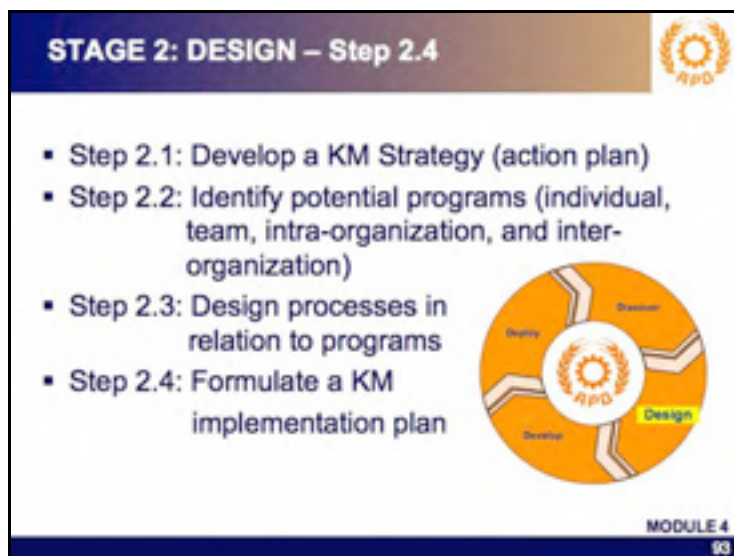 STAGE 2: DESIGN – Step 2.4
APO
▪ Step 2.1: Develop a KM Strategy (action plan)
▪ Step 2.2: Identify potential programs (individual,
team, intra-organization, and inter-
organization)
▪ Step 2.3: Design processes in
relation to programs
▪ Step 2.4: Formulate a KM
implementation plan
Discover
Deploy
APO
Design
Develop
MODULE 4
93